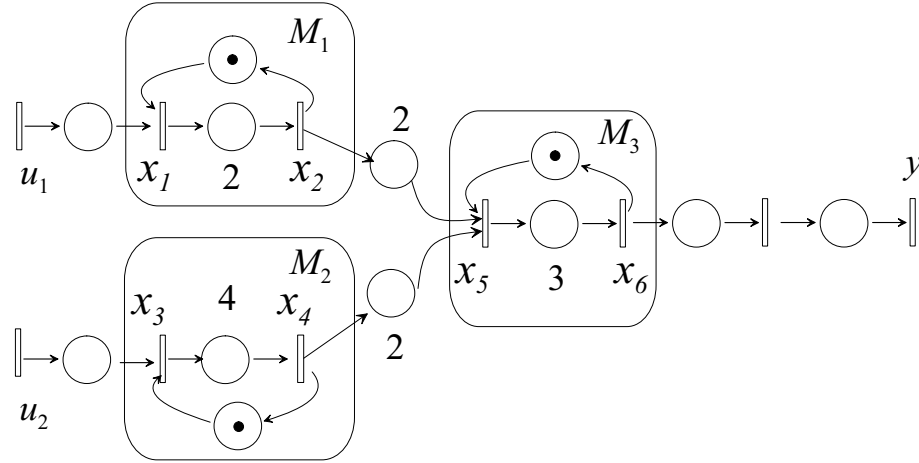 M₁
u₁
x₁
2
x₂
2
M₂
u₂
x₃
4
x₄
2
M₃
x₅
3
x₆
y